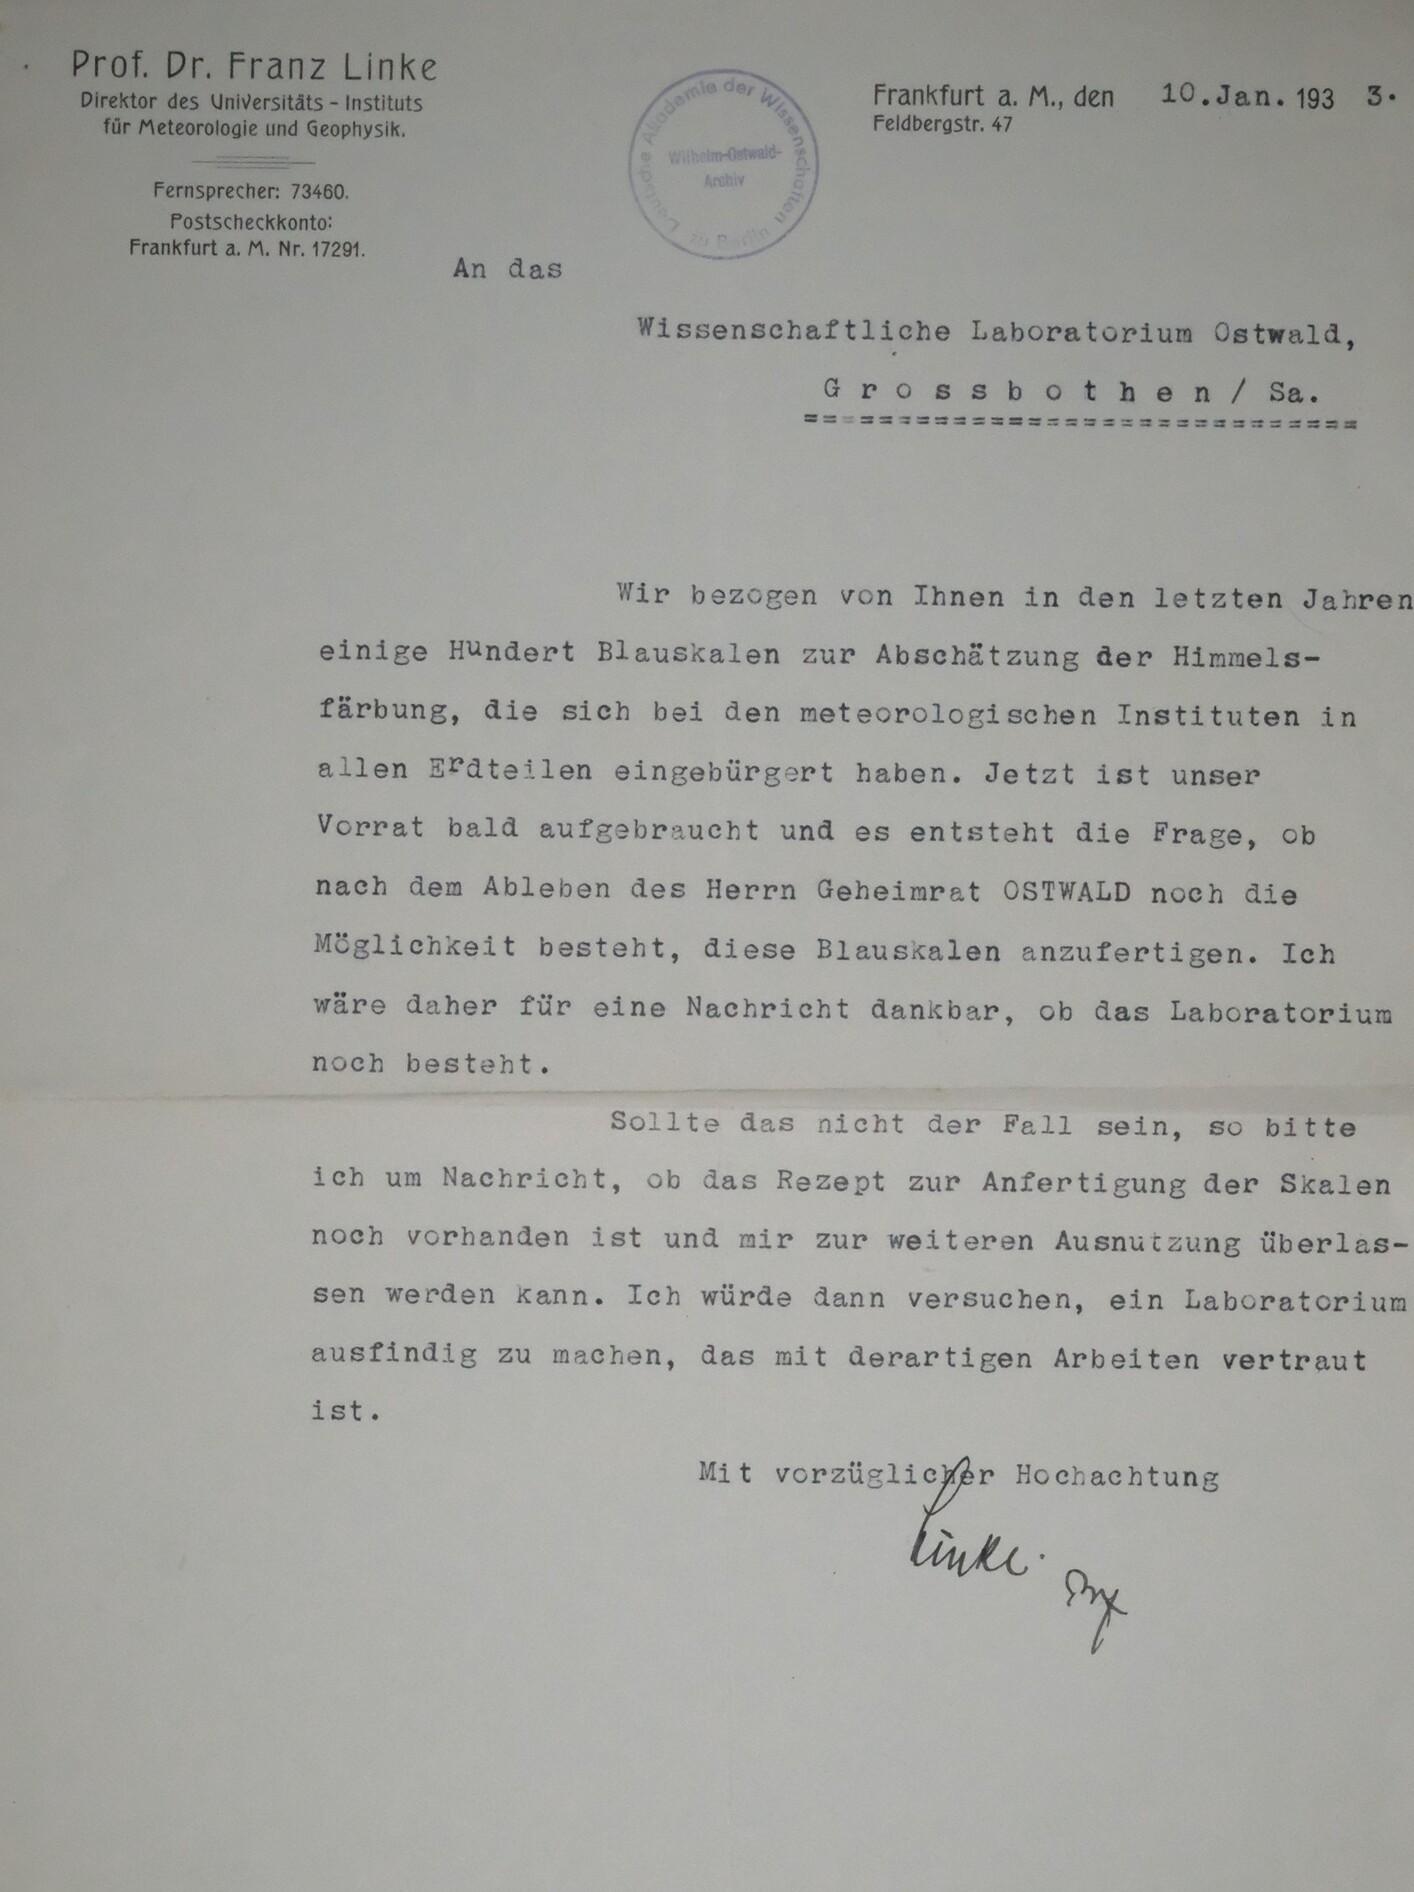 Prof. Dr. Franz Linke
Direktor des Universitäts - Instituts
für Meteorologie und Geophysik.
Fernsprecher: 73460.
Postscheckkonto:
Frankfurt a. M. Nr. 17291.
Deutsche Akademie der Wissenschaften zu Berlin
Wilhelm-Ostwald-
Archiv
Frankfurt a. M., den 10.Jan. 193 3.
Feldbergstr. 47
An das
Wissenschaftliche Laboratorium Ostwald,
G r o s s b o t h e n / Sa.
==============================
Wir bezogen von Ihnen in den letzten Jahren
einige Hundert Blauskalen zur Abschätzung der Himmels-
färbung, die sich bei den meteorologischen Instituten in
allen Erdteilen eingebürgert haben. Jetzt ist unser
Vorrat bald aufgebraucht und es entsteht die Frage, ob
nach dem Ableben des Herrn Geheimrat OSTWALD noch die
Möglichkeit besteht, diese Blauskalen anzufertigen. Ich
wäre daher für eine Nachricht dankbar, ob das Laboratorium
noch besteht.
Sollte das nicht der Fall sein, so bitte
ich um Nachricht, ob das Rezept zur Anfertigung der Skalen
noch vorhanden ist und mir zur weiteren Ausnutzung überlas-
sen werden kann. Ich würde dann versuchen, ein Laboratorium
ausfindig zu machen, das mit derartigen Arbeiten vertraut
ist.
Mit vorzüglicher Hochachtung
Linke.